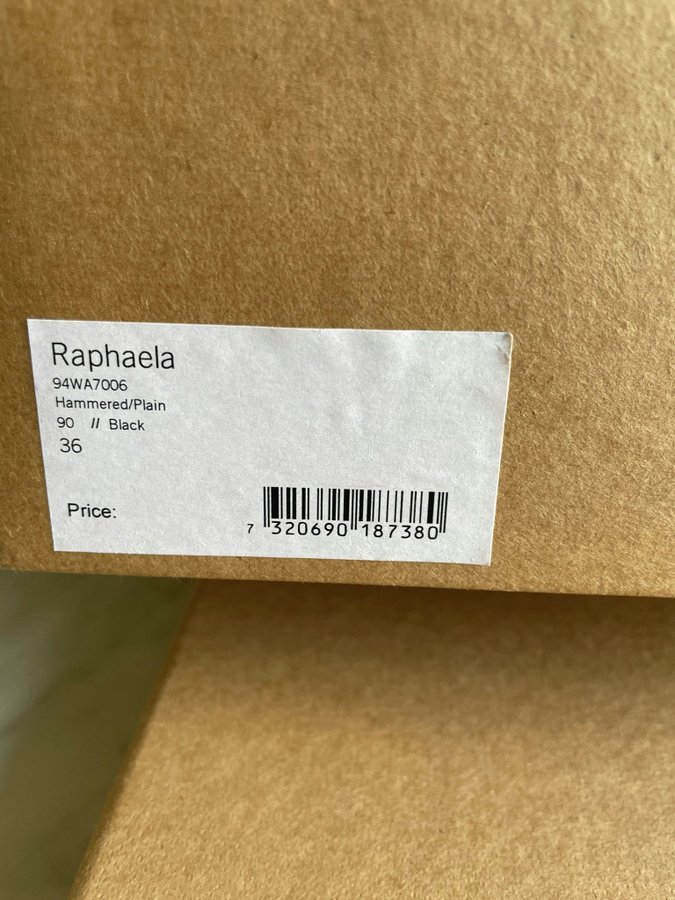 Raphaela
94WA7006
Hammered/Plain
90 // Black
36
Price:
7 320690 187380